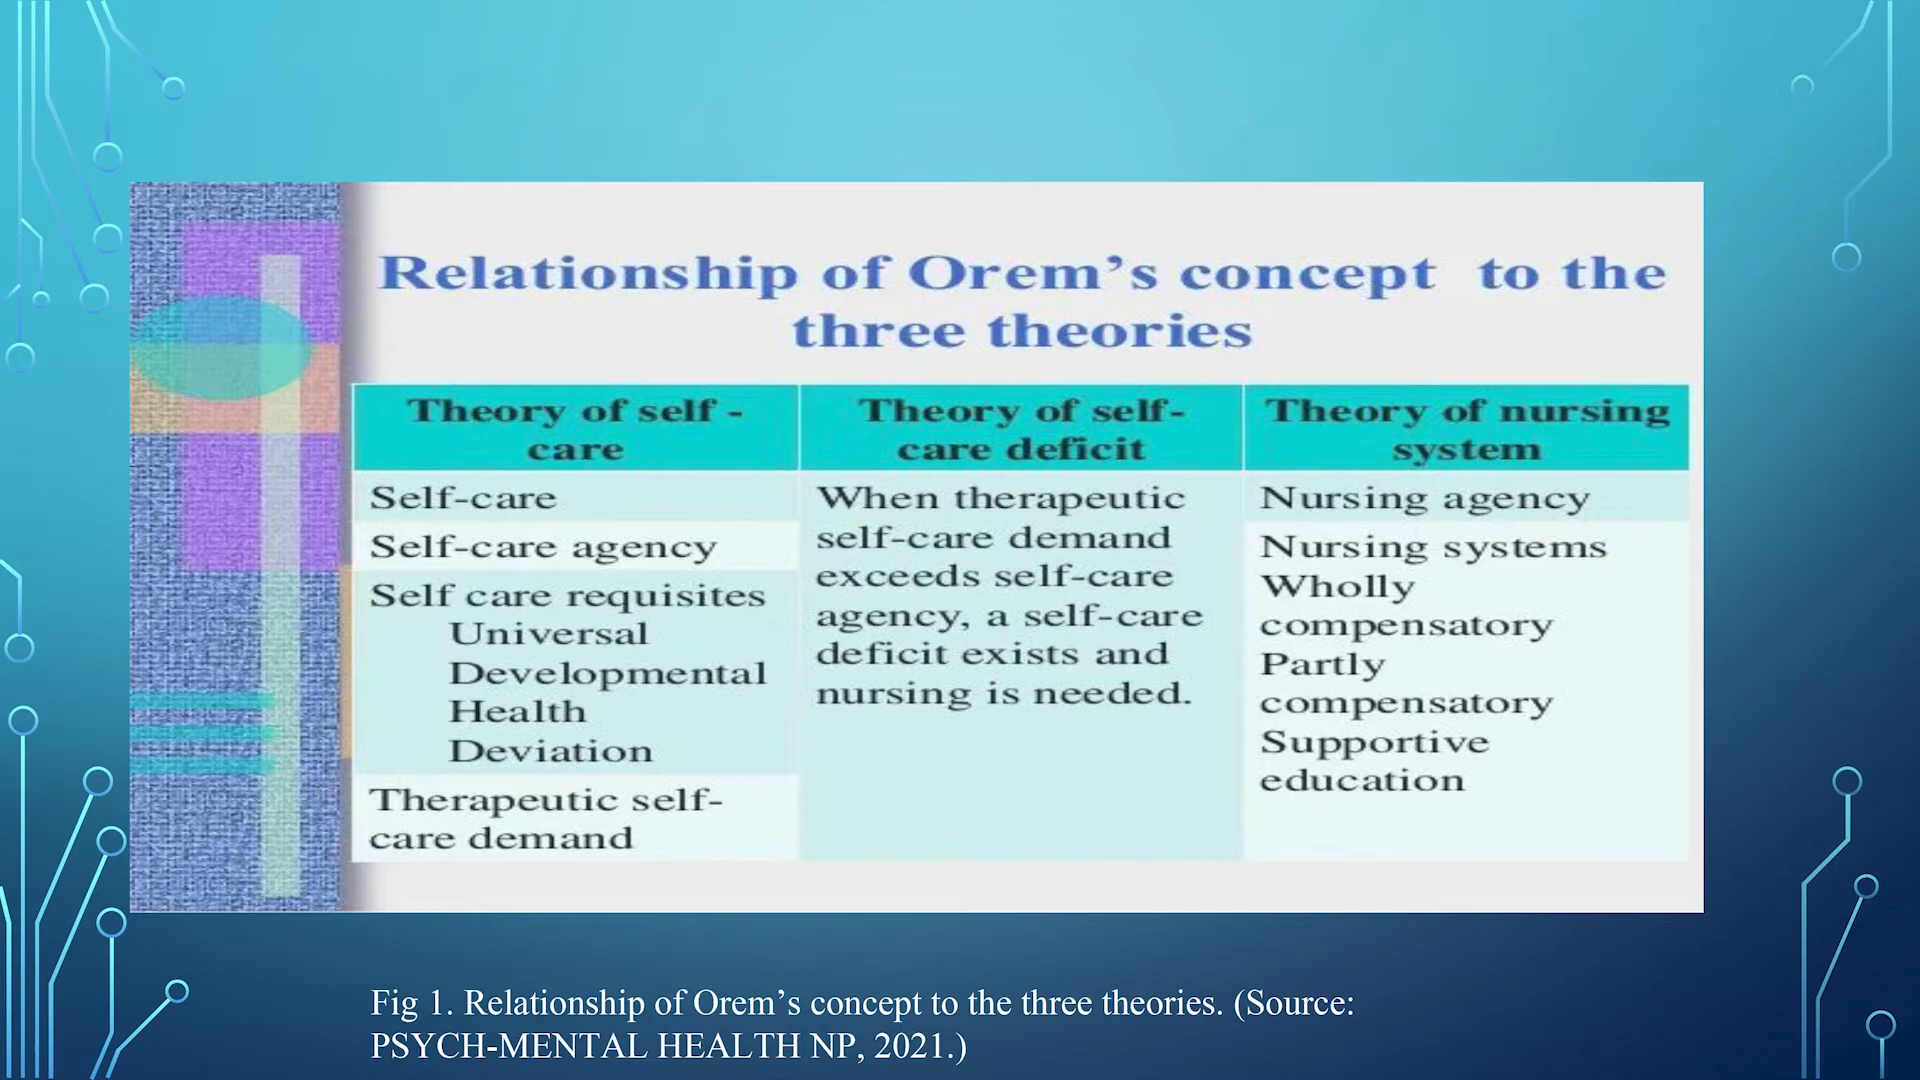 Relationship of Orem’s concept to the
three theories
Theory of self -
care
Theory of self-
care deficit
Theory of nursing
system
Self-care
Self-care agency
Self care requisites
Universal
Developmental
Health
Deviation
Therapeutic self-
care demand
When therapeutic
self-care demand
exceeds self-care
agency, a self-care
deficit exists and
nursing is needed.
Nursing agency
Nursing systems
Wholly
compensatory
Partly
compensatory
Supportive
education
Fig 1. Relationship of Orem’s concept to the three theories. (Source:
PSYCH-MENTAL HEALTH NP, 2021.)